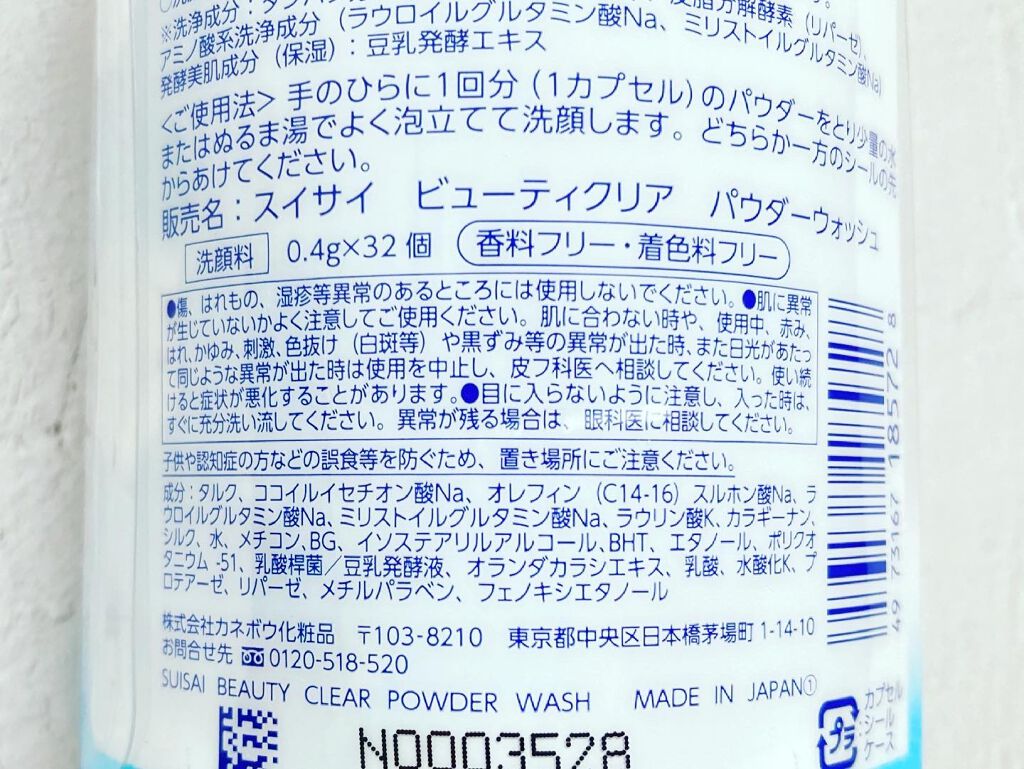 ※洗浄成分：タンパク
皮脂分解酵素（リパーゼ）、
アミノ酸系洗浄成分（ラウロイルグルタミン酸Na、ミリストイルグルタミン酸Na）
発酵美肌成分（保湿）：豆乳発酵エキス
＜ご使用法＞手のひらに1回分（1カプセル）のパウダーをとり少量の水
またはぬるま湯でよく泡立てて洗顔します。どちらか一方のシールの先
からあけてください。
販売名：スイサイ　ビューティクリア　パウダーウォッシュ
洗顔料 0.4g×32個 香料フリー・着色料フリー
●傷、はれもの、湿疹等異常のあるところには使用しないでください。●肌に異常
が生じていないかよく注意してご使用ください。肌に合わない時や、使用中、赤み、
はれ、かゆみ、刺激、色抜け（白斑等）や黒ずみ等の異常が出た時、また日光があたっ
て同じような異常が出た時は使用を中止し、皮フ科医へ相談してください。使い続
けると症状が悪化することがあります。●目に入らないように注意し、入った時は、
すぐに充分洗い流してください。異常が残る場合は、眼科医に相談してください。
子供や認知症の方などの誤食等を防ぐため、置き場所にご注意ください。
成分：タルク、ココイルイセチオン酸Na、オレフィン（C14-16）スルホン酸Na、ラ
ウロイルグルタミン酸Na、ミリストイルグルタミン酸Na、ラウリン酸K、カラギーナン、
シルク、水、メチコン、BG、イソステアリルアルコール、BHT、エタノール、ポリクオ
タニウム-51、乳酸桿菌／豆乳発酵液、オランダカラシエキス、乳酸、水酸化K、プ
ロテアーゼ、リパーゼ、メチルパラベン、フェノキシエタノール
株式会社カネボウ化粧品　〒103-8210　東京都中央区日本橋茅場町1-14-10
お問合せ先 0120-518-520
SUISAI BEAUTY CLEAR POWDER WASH　MADE IN JAPAN①
N0003528
プラ
カプセル
シール
ケース
49 73167 18572 8